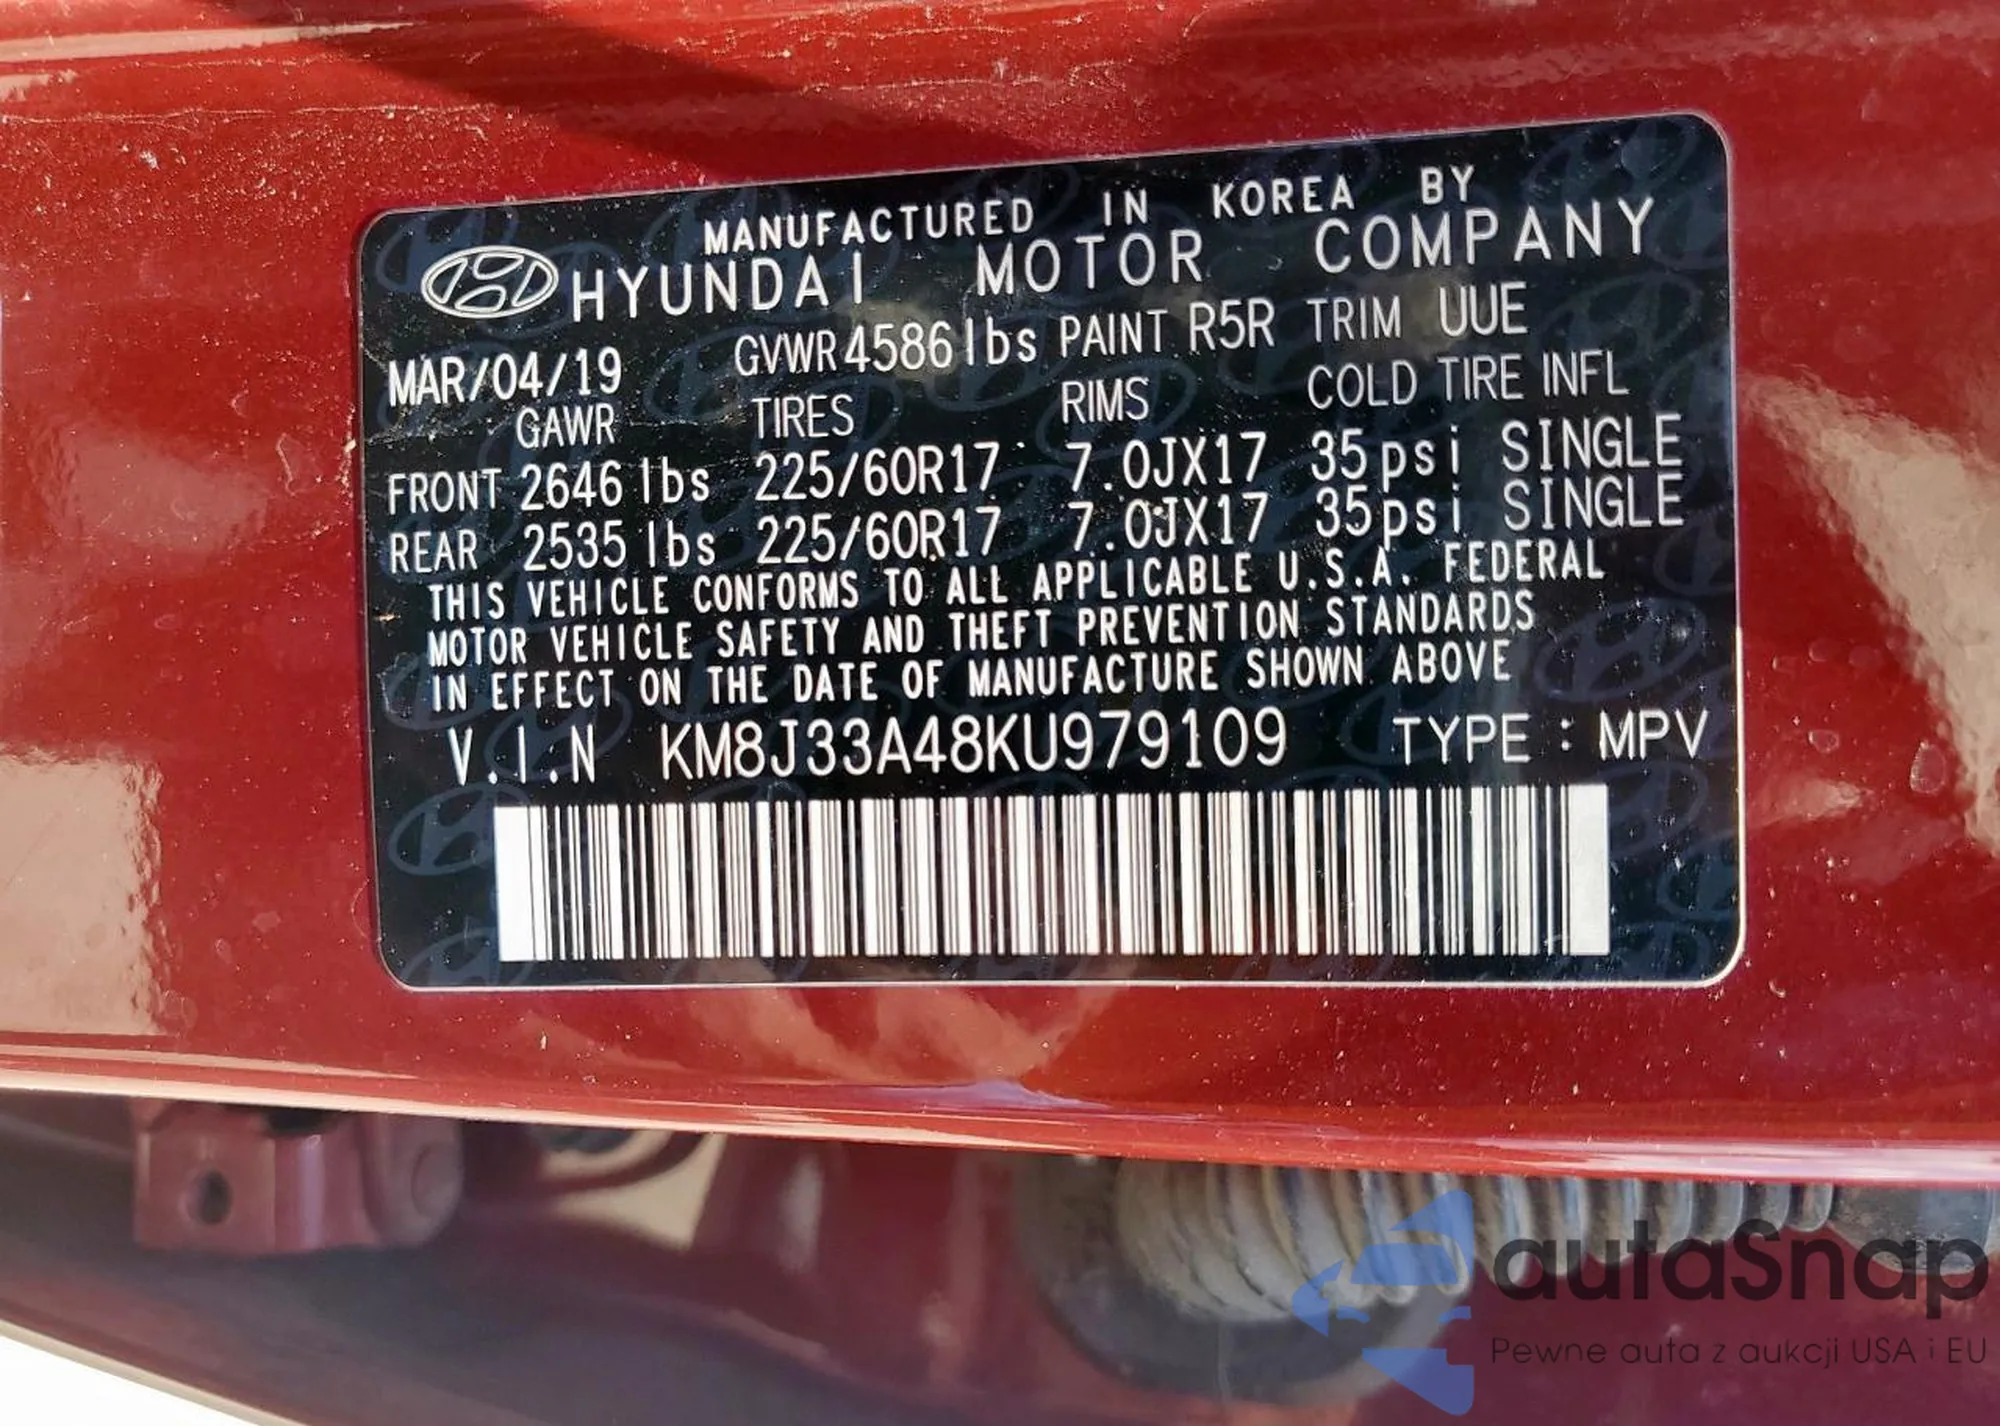 MANUFACTURED IN KOREA BY
HYUNDAI MOTOR COMPANY
MAR/04/19 GVWR 4586 lbs PAINT R5R TRIM UUE
GAWR TIRES RIMS COLD TIRE INFL
FRONT 2646 lbs 225/60R17 7.0JX17 35psi SINGLE
REAR 2535 lbs 225/60R17 7.0JX17 35psi SINGLE
THIS VEHICLE CONFORMS TO ALL APPLICABLE U.S.A. FEDERAL
MOTOR VEHICLE SAFETY AND THEFT PREVENTION STANDARDS
IN EFFECT ON THE DATE OF MANUFACTURE SHOWN ABOVE
V.I.N KM8J33A48KU979109 TYPE : MPV
autaSnap
Pewne auta z aukcji USA i EU